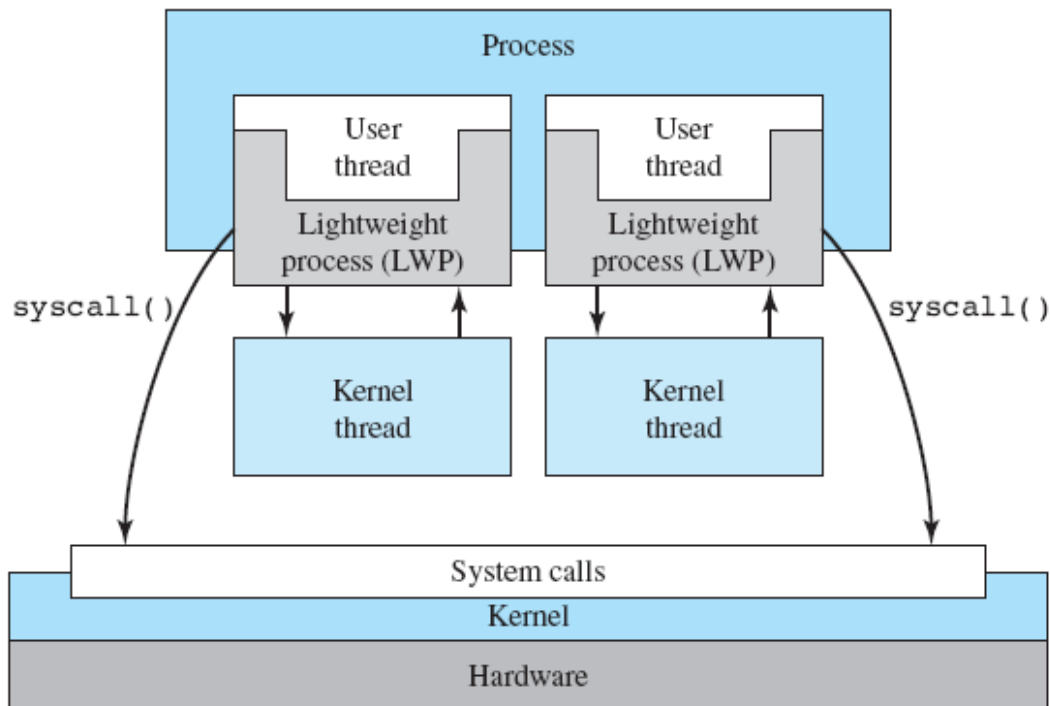 Process
User
thread
Lightweight
process (LWP)
User
thread
Lightweight
process (LWP)
syscall()
syscall()
Kernel
thread
Kernel
thread
System calls
Kernel
Hardware